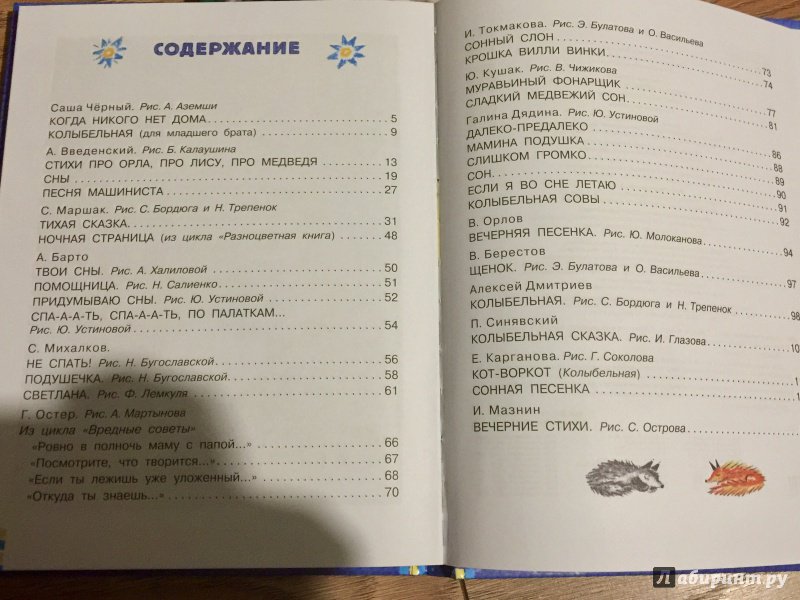 СОДЕРЖАНИЕ
Саша Чёрный. Рис. А. Аземши
КОГДА НИКОГО НЕТ ДОМА 5
КОЛЫБЕЛЬНАЯ (для младшего брата) 9
А. Введенский. Рис. Б. Калаушина
СТИХИ ПРО ОРЛА, ПРО ЛИСУ, ПРО МЕДВЕДЯ 13
СНЫ 19
ПЕСНЯ МАШИНИСТА 27
С. Маршак. Рис. С. Бордюга и Н. Трепенок
ТИХАЯ СКАЗКА 31
НОЧНАЯ СТРАНИЦА (из цикла «Разноцветная книга) 48
А. Барто
ТВОИ СНЫ. Рис. А. Халиловой 50
ПОМОЩНИЦА. Рис. Н. Салиенко 51
ПРИДУМЫВАЮ СНЫ. Рис. Ю. Устиновой 52
СПА-А-АТЬ, СПА-А-АТЬ, ПО ПАЛАТКАМ...
Рис. Ю. Устиновой 54
С. Михалков.
НЕ СПАТЬ! Рис. Н. Бугославской 56
ПОДУШЕЧКА. Рис. Н. Бугославской 58
СВЕТЛАНА. Рис. Ф. Лемкуля 61
Г. Остер. Рис. А. Мартынова
Из цикла «Вредные советы»
«Ровно в полночь маму с папой...» 66
«Посмотрите, что творится...» 67
«Если ты лежишь уже уложенный...» 68
«Откуда ты знаешь...» 70
И. Токмакова. Рис. Э. Булатова и О. Васильева
СОННЫЙ СЛОН 73
КРОШКА ВИЛЛИ ВИНКИ 74
Ю. Кушак. Рис. В. Чижикова
МУРАВЬИНЫЙ ФОНАРЩИК 77
СЛАДКИЙ МЕДВЕЖИЙ СОН 81
Галина Дядина. Рис. Ю. Устиновой
ДАЛЕКО-ПРЕДАЛЕКО 86
МАМИНА ПОДУШКА 88
СЛИШКОМ ГРОМКО 89
СОН 90
ЕСЛИ Я ВО СНЕ ЛЕТАЮ 91
КОЛЫБЕЛЬНАЯ СОВЫ 92
В. Орлов
ВЕЧЕРНЯЯ ПЕСЕНКА. Рис. Ю. Молоканова 94
В. Берестов
ЩЕНОК. Рис. Э. Булатова и О. Васильева 97
Алексей Дмитриев
КОЛЫБЕЛЬНАЯ. Рис. С. Бордюга и Н. Трепенок 98
П. Синявский
КОЛЫБЕЛЬНАЯ СКАЗКА. Рис. И. Глазова
Е. Карганова. Рис. Г. Соколова
КОТ-ВОРКОТ (Колыбельная)
СОННАЯ ПЕСЕНКА
И. Мазнин
ВЕЧЕРНИЕ СТИХИ. Рис. С. Острова
© Лабиринт.ру